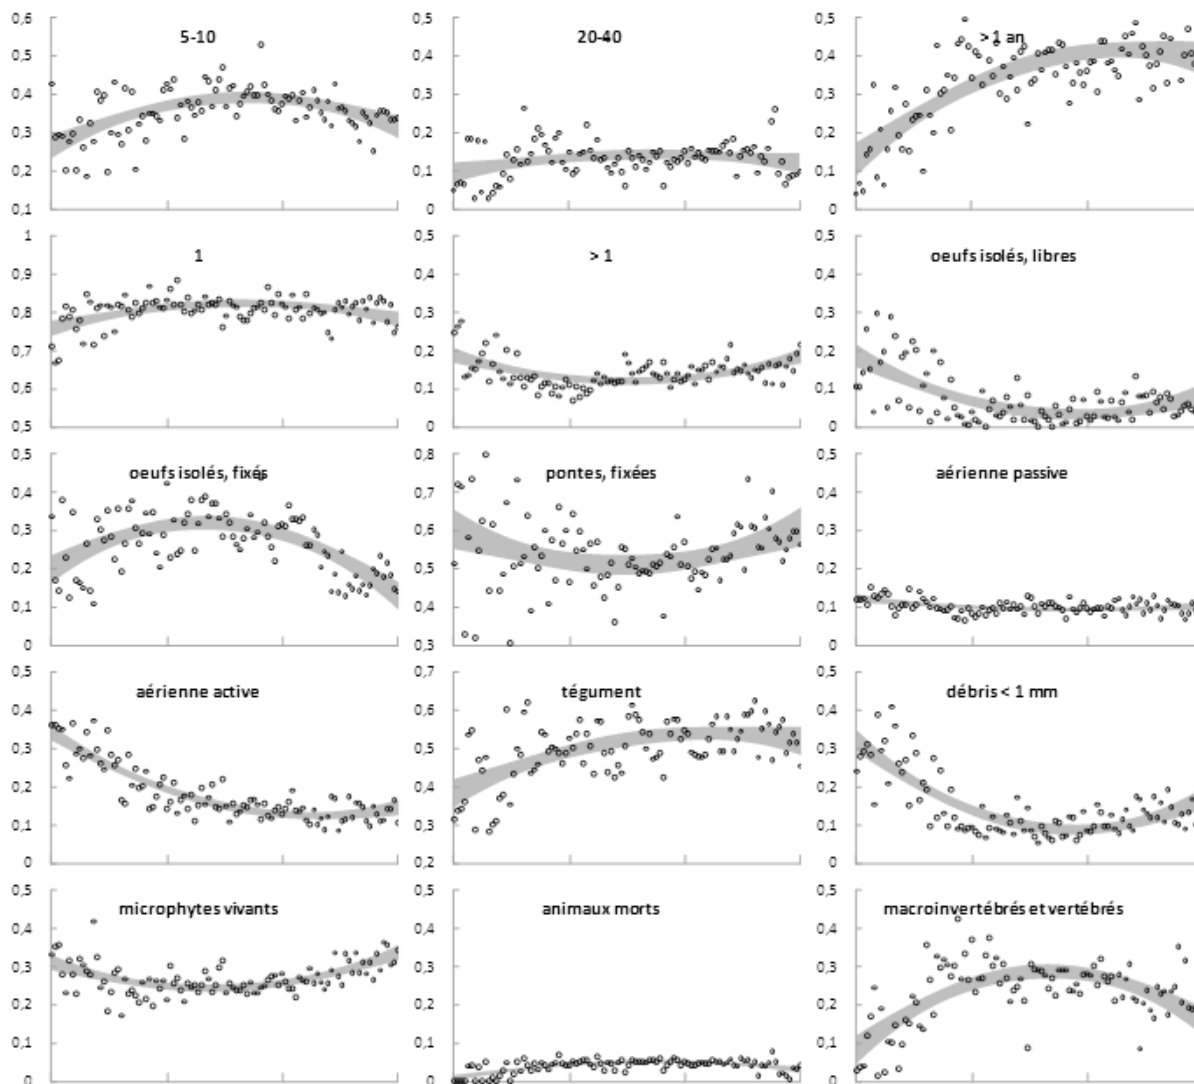 0,6 0,5 0,5
5-10 20-40 > 1 an
0,5 0,4 0,4
0,4 0,3 0,3
0,3 0,2 0,2
0,2 0,1 0,1
0,1 0 0
1 0,5 0,5
1 > 1 oeufs isolés, libres
0,9 0,4 0,4
0,8 0,3 0,3
0,7 0,2 0,2
0,6 0,1 0,1
0,5 0 0
0,5 0,8 0,5
oeufs isolés, fixés pontes, fixées aérienne passive
0,4 0,7 0,4
0,3 0,6 0,3
0,2 0,5 0,2
0,1 0,4 0,1
0 0,3 0
0,5 0,7 0,5
aérienne active tégument débris < 1 mm
0,4 0,6 0,4
0,3 0,5 0,3
0,2 0,4 0,2
0,1 0,3 0,1
0 0,2 0
0,5 0,5 0,5
microphytes vivants animaux morts macroinvertébrés et vertébrés
0,4 0,4 0,4
0,3 0,3 0,3
0,2 0,2 0,2
0,1 0,1 0,1
0 0 0